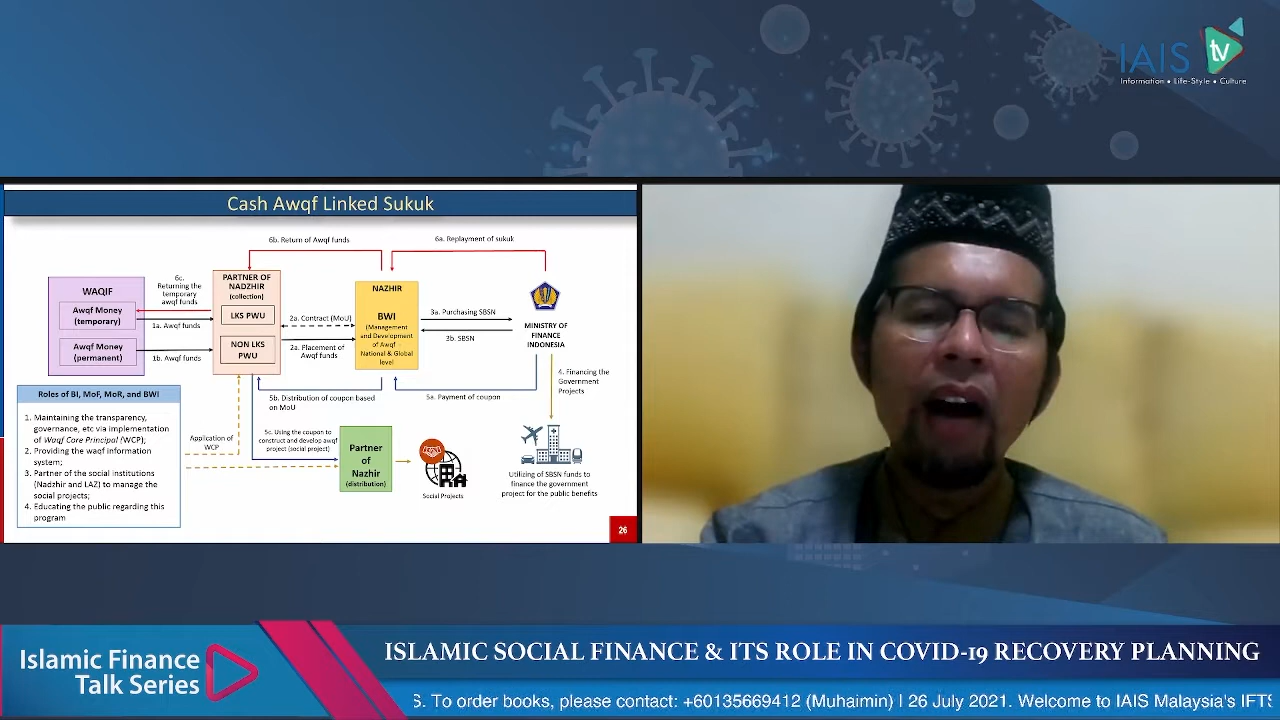 IAIS tv
Information • Life-Style • Culture
Cash Awqf Linked Sukuk
6b. Return of Awqf funds
6a. Replayment of sukuk
WAQIF
Awqf Money
(temporary)
Awqf Money
(permanent)
6c.
Returning the
temporary
awqf funds
1a. Awqf funds
1b. Awqf funds
PARTNER OF
NADZHIR
(collection)
LKS PWU
NON LKS
PWU
2a. Contract (MoU)
2a. Placement of
Awqf funds
NAZHIR
BWI
(Management
and Development
of Awqf –
National & Global
level
3a. Purchasing SBSN
3b. SBSN
MINISTRY OF
FINANCE
INDONESIA
4. Financing the
Government
Projects
5b. Distribution of coupon based
on MoU
5a. Payment of coupon
Roles of BI, MoF, MoR, and BWI
1. Maintaining the transparency,
governance, etc via implementation
of Waqf Core Principal (WCP);
2. Providing the waqf information
system;
3. Partner of the social institutions
(Nadzhir and LAZ) to manage the
social projects;
4. Educating the public regarding this
program
Application of
WCP
5c. Using the coupon to
construct and develop awqf
project (social project)
Partner
of
Nazhir
(distribution)
Social Projects
Utilizing of SBSN funds to
finance the government
project for the public benefits
26
Islamic Finance
Talk Series
ISLAMIC SOCIAL FINANCE & ITS ROLE IN COVID-19 RECOVERY PLANNING
S. To order books, please contact: +60135669412 (Muhaimin) I 26 July 2021. Welcome to IAIS Malaysia's IFTS